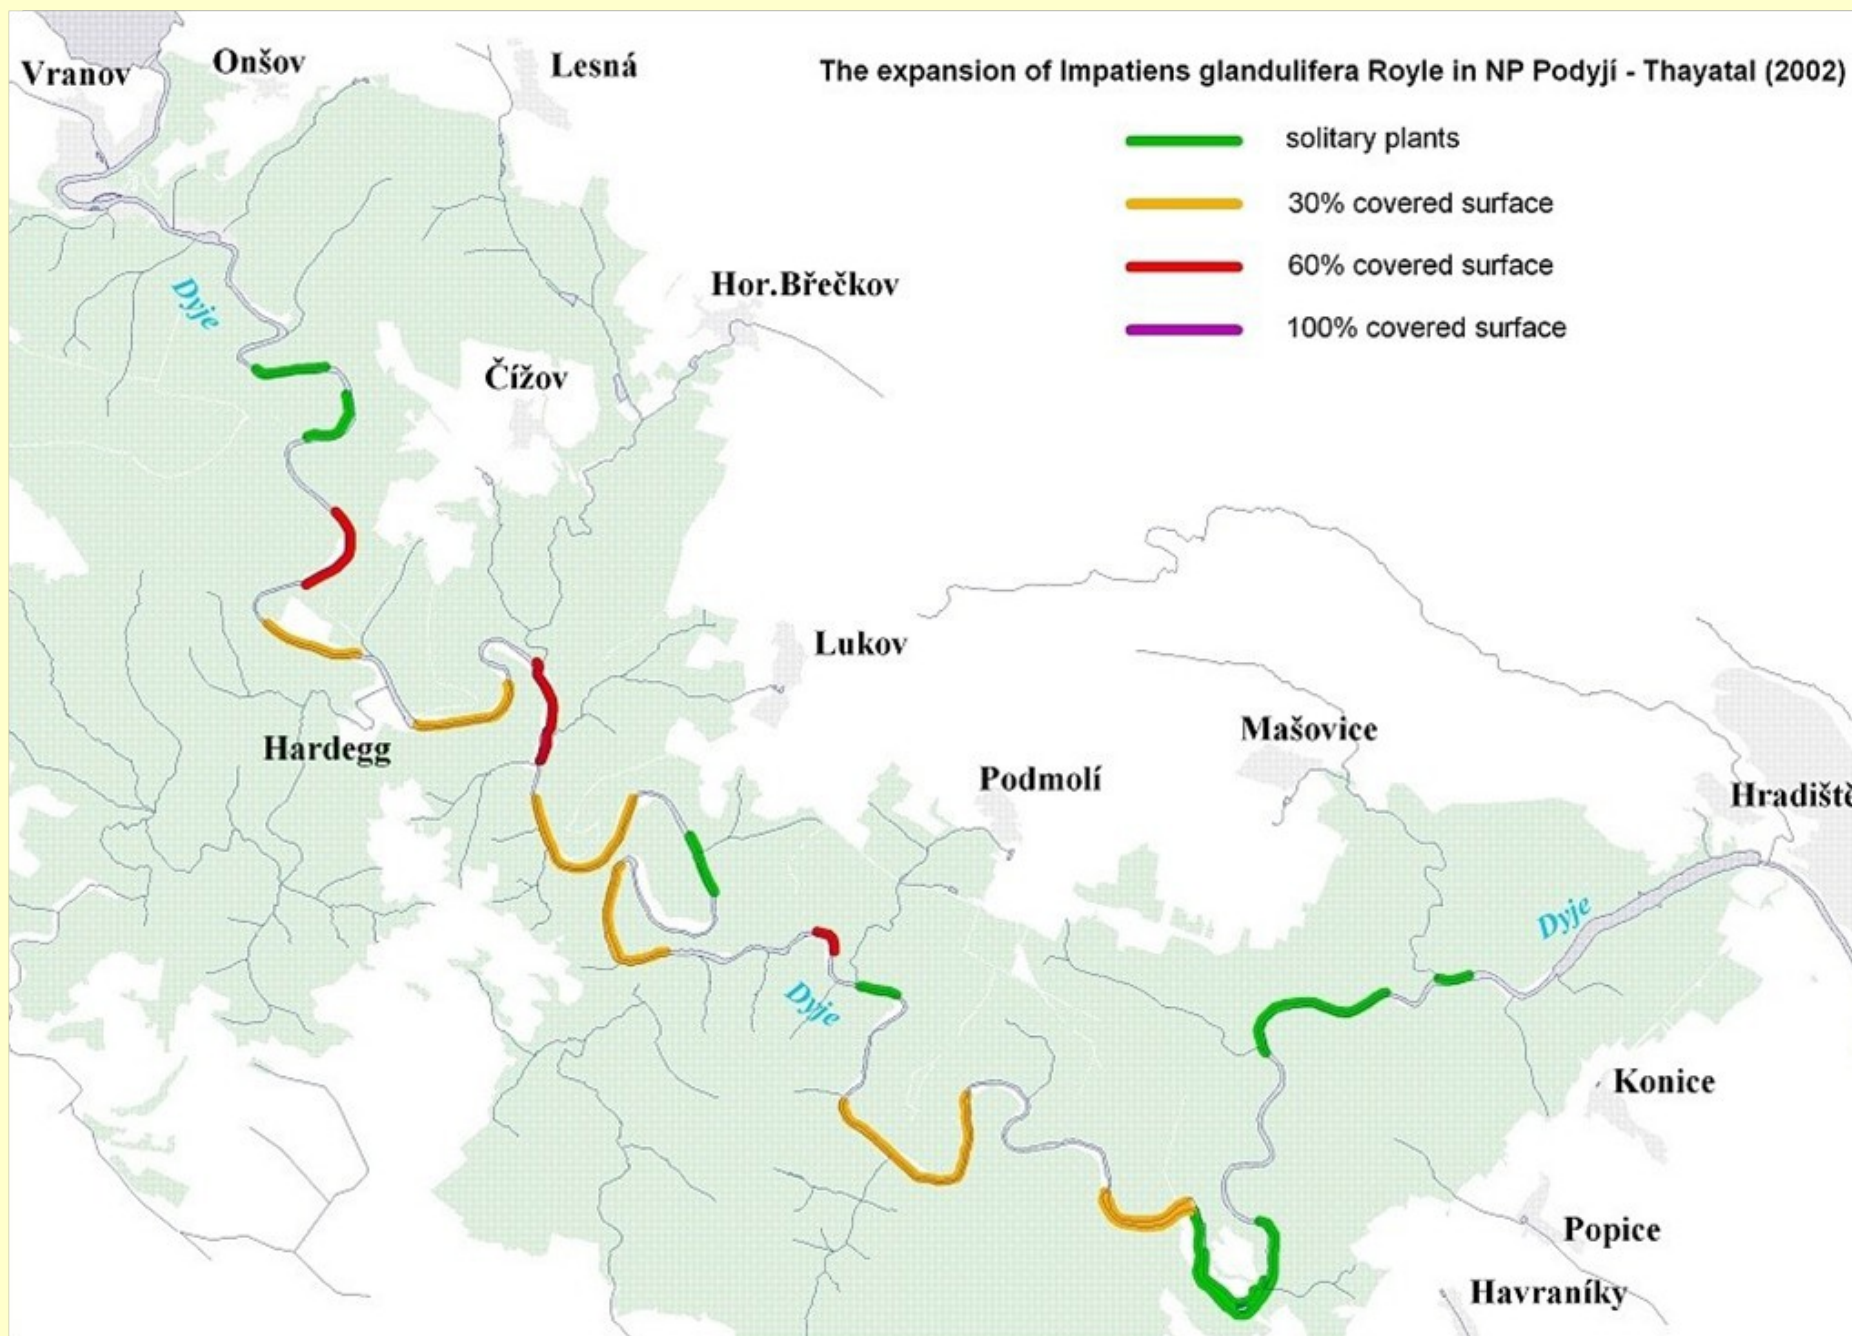 Vranov
Onšov
Lesná
The expansion of Impatiens glandulifera Royle in NP Podyjí - Thayatal (2002)
solitary plants
30% covered surface
60% covered surface
100% covered surface
Hor.Břečkov
Dyje
Čížov
Lukov
Hardegg
Mašovice
Podmolí
Hradiště
Dyje
Dyje
Konice
Popice
Havraníky